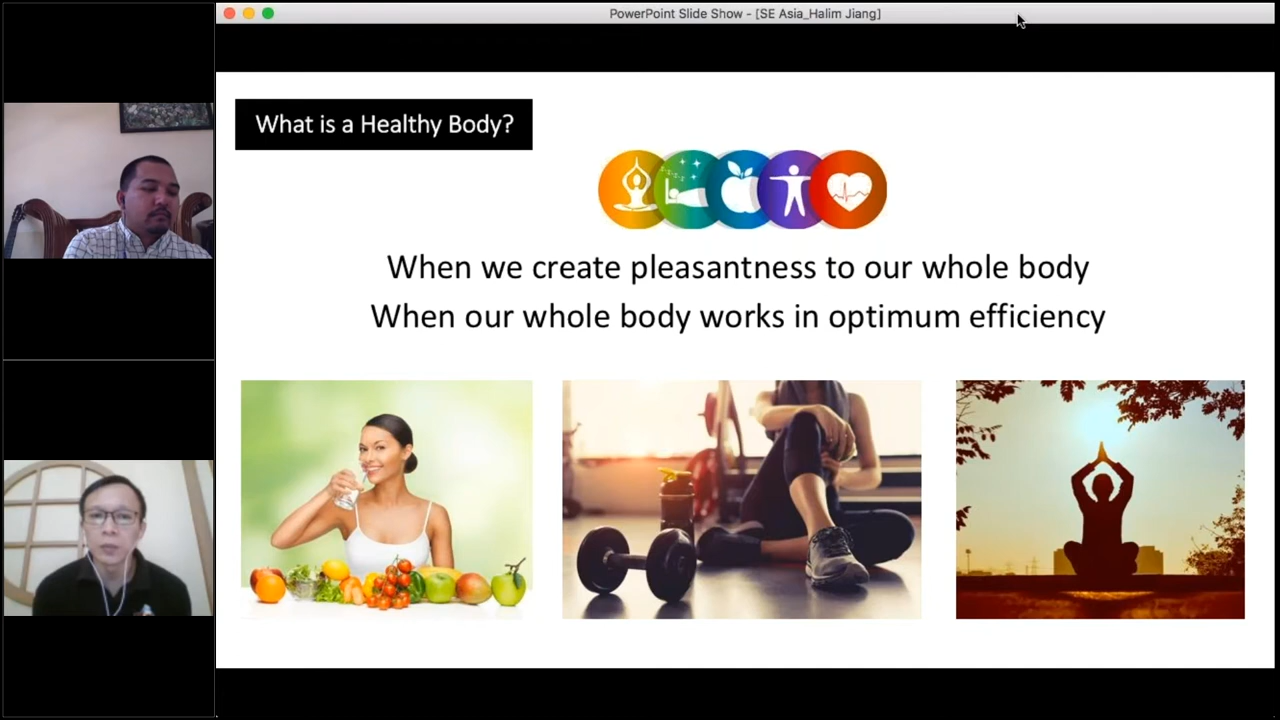 PowerPoint Slide Show - [SE Asia_Halim Jiang]
What is a Healthy Body?
When we create pleasantness to our whole body
When our whole body works in optimum efficiency